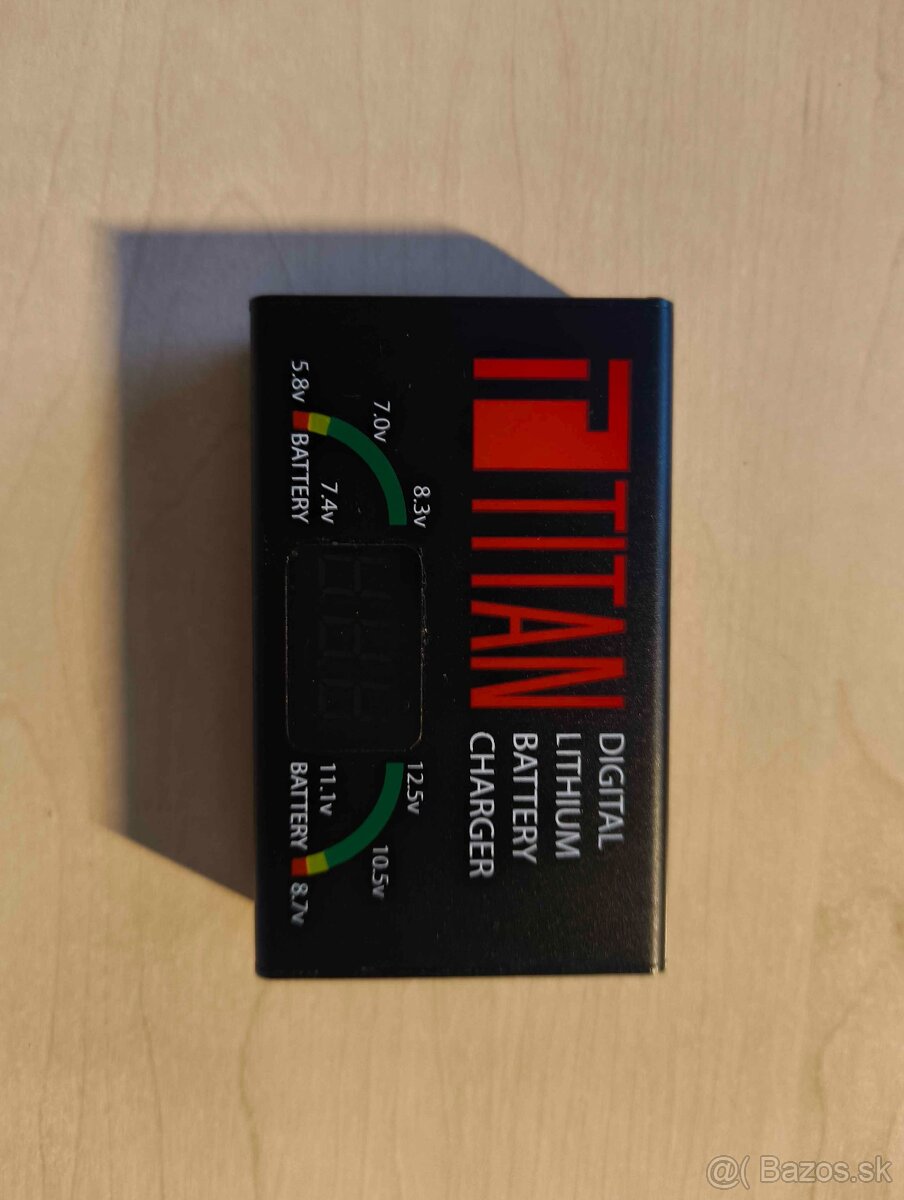 TITAN
DIGITAL
LITHIUM
BATTERY
CHARGER
5.8v
7.0v
8.3v
7.4v
BATTERY
12.5v
10.5v
8.7v
11.1v
BATTERY
@( Bazos.sk